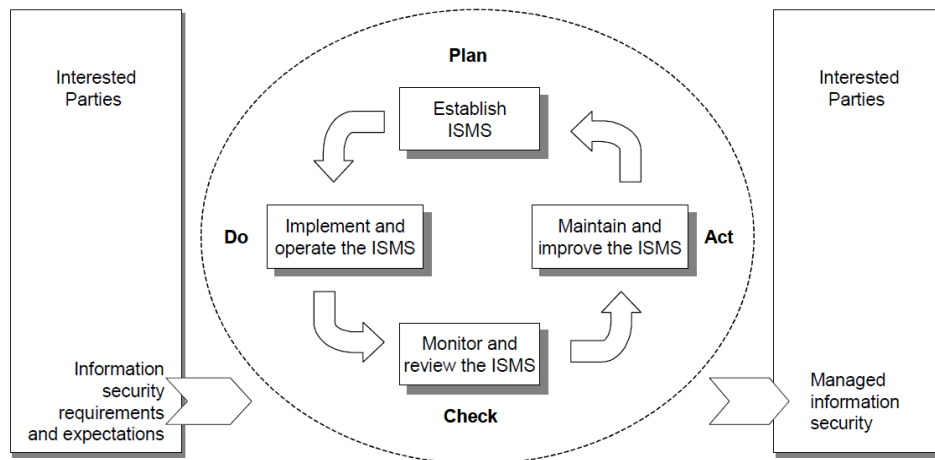 Interested
Parties
Information
security
requirements
and expectations
Plan
Establish
ISMS
Do
Implement and
operate the ISMS
Maintain and
improve the ISMS
Act
Monitor and
review the ISMS
Check
Interested
Parties
Managed
information
security